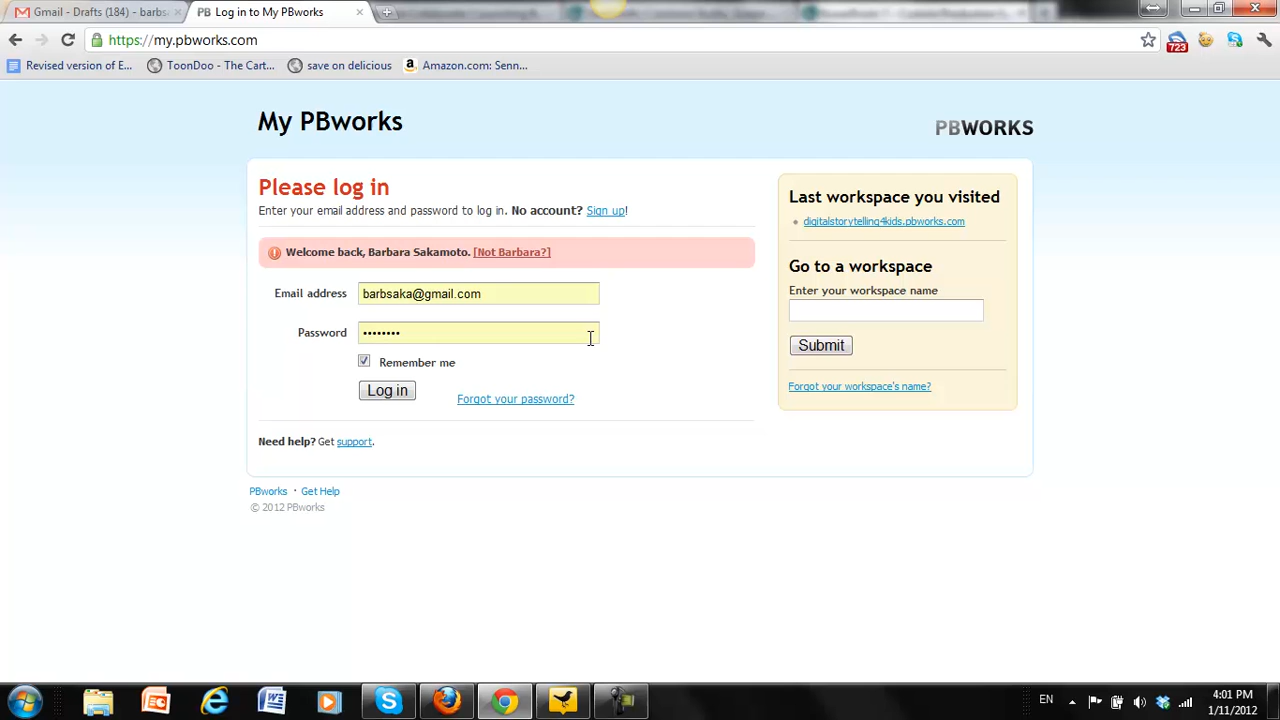 Gmail - Drafts (184) - barbsa
PB Log in to My PBworks
https://my.pbworks.com
723
Revised version of E...
ToonDoo - The Cart...
save on delicious
Amazon.com: Senn...
My PBworks
PBWORKS
Please log in
Enter your email address and password to log in. No account? Sign up!
Welcome back, Barbara Sakamoto. [Not Barbara?]
Email address
barbsaka@gmail.com
Password
Remember me
Log in
Forgot your password?
Need help? Get support.
Last workspace you visited
digitalstorytelling4kids.pbworks.com
Go to a workspace
Enter your workspace name
Submit
Forgot your workspace's name?
PBworks · Get Help
© 2012 PBworks
EN
4:01 PM
1/11/2012